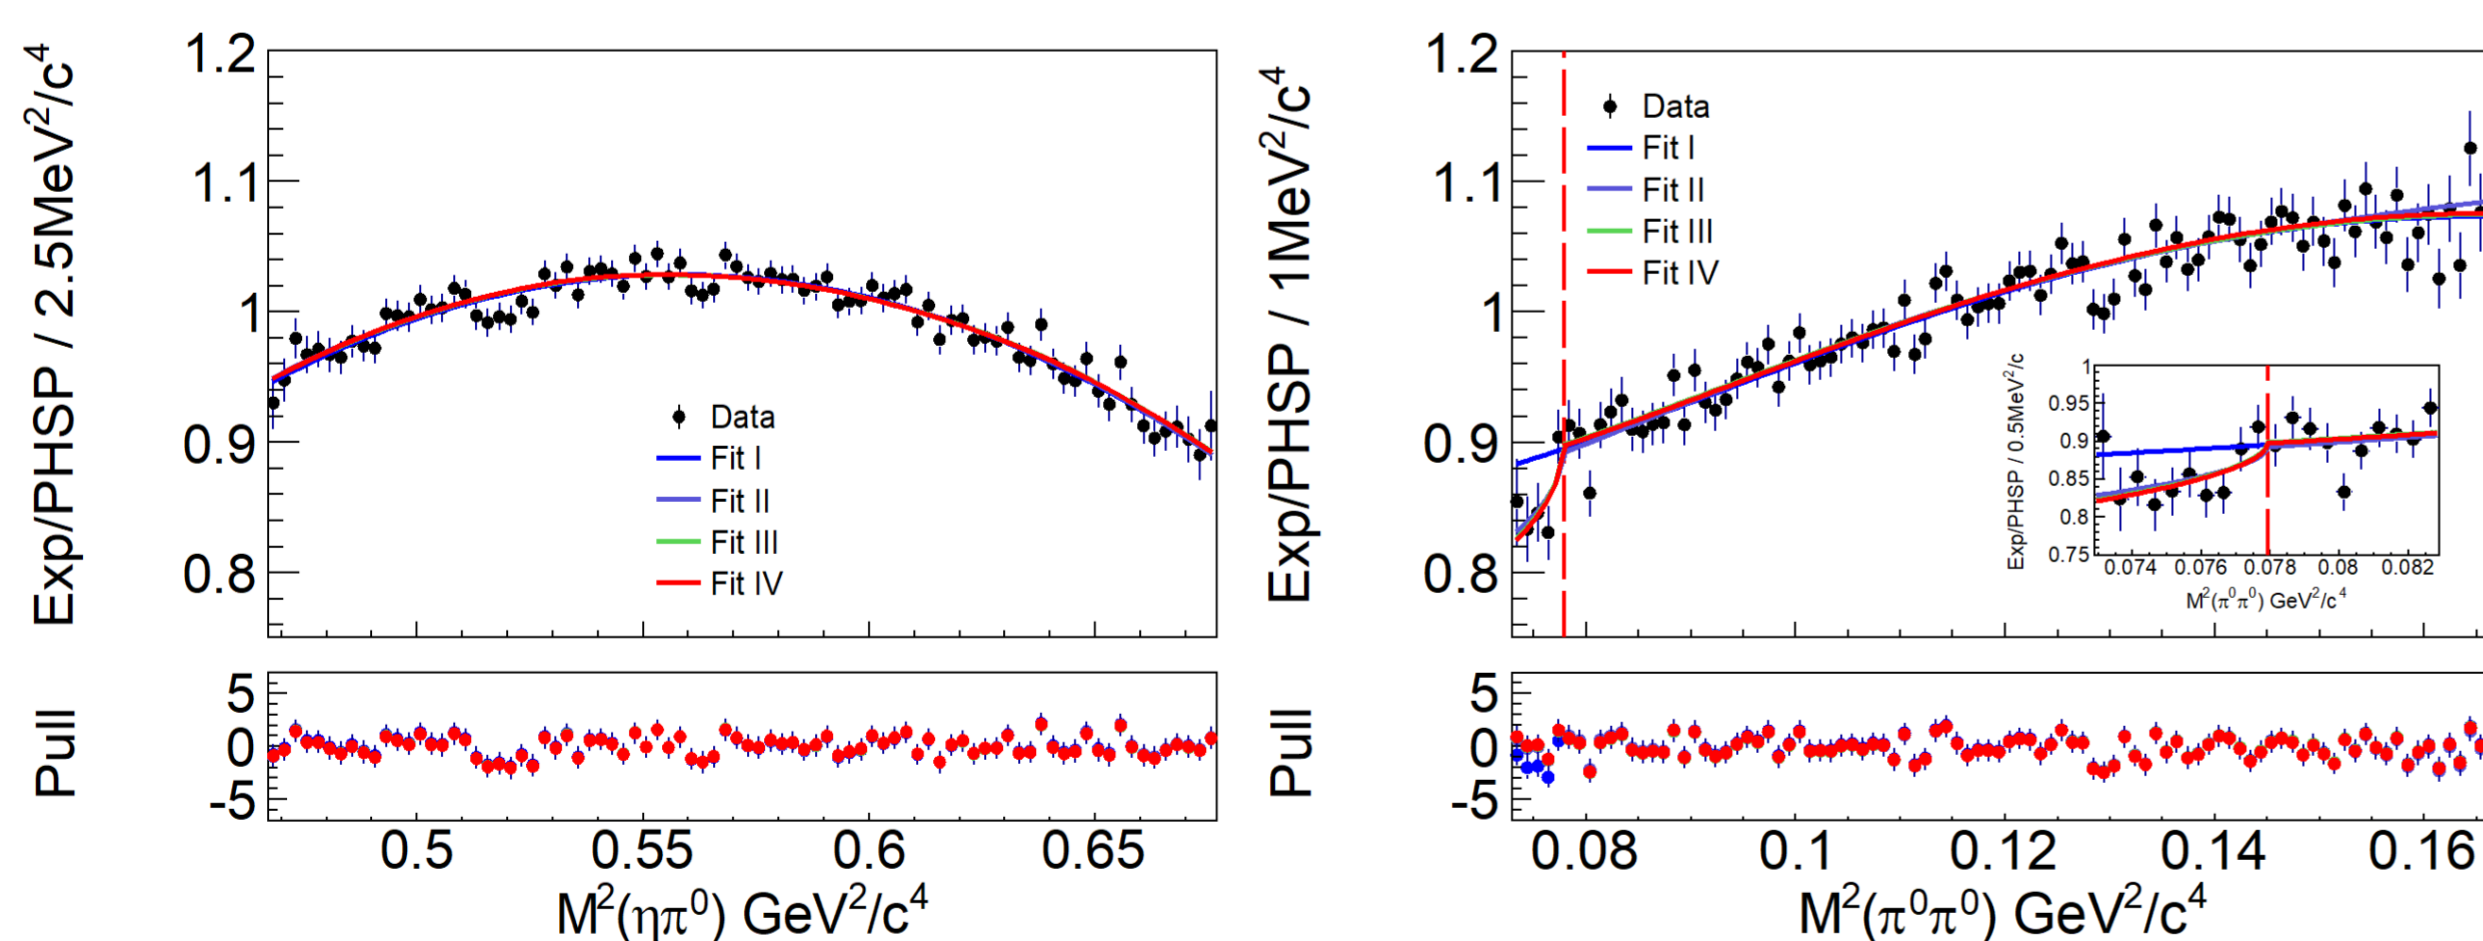 Exp/PHSP / 2.5MeV²/c⁴
1.2
1.1
1
0.9
0.8
Data
Fit I
Fit II
Fit III
Fit IV
Pull
5
0
-5
0.5 0.55 0.6 0.65
M²(ηπ⁰) GeV²/c⁴
Exp/PHSP / 1MeV²/c⁴
1.2
1.1
1
0.9
0.8
Data
Fit I
Fit II
Fit III
Fit IV
Exp/PHSP / 0.5MeV²/c
1
0.95
0.9
0.85
0.8
0.75
0.074 0.076 0.078 0.08 0.082
M²(π⁰π⁰) GeV²/c⁴
Pull
5
0
-5
0.08 0.1 0.12 0.14 0.16
M²(π⁰π⁰) GeV²/c⁴